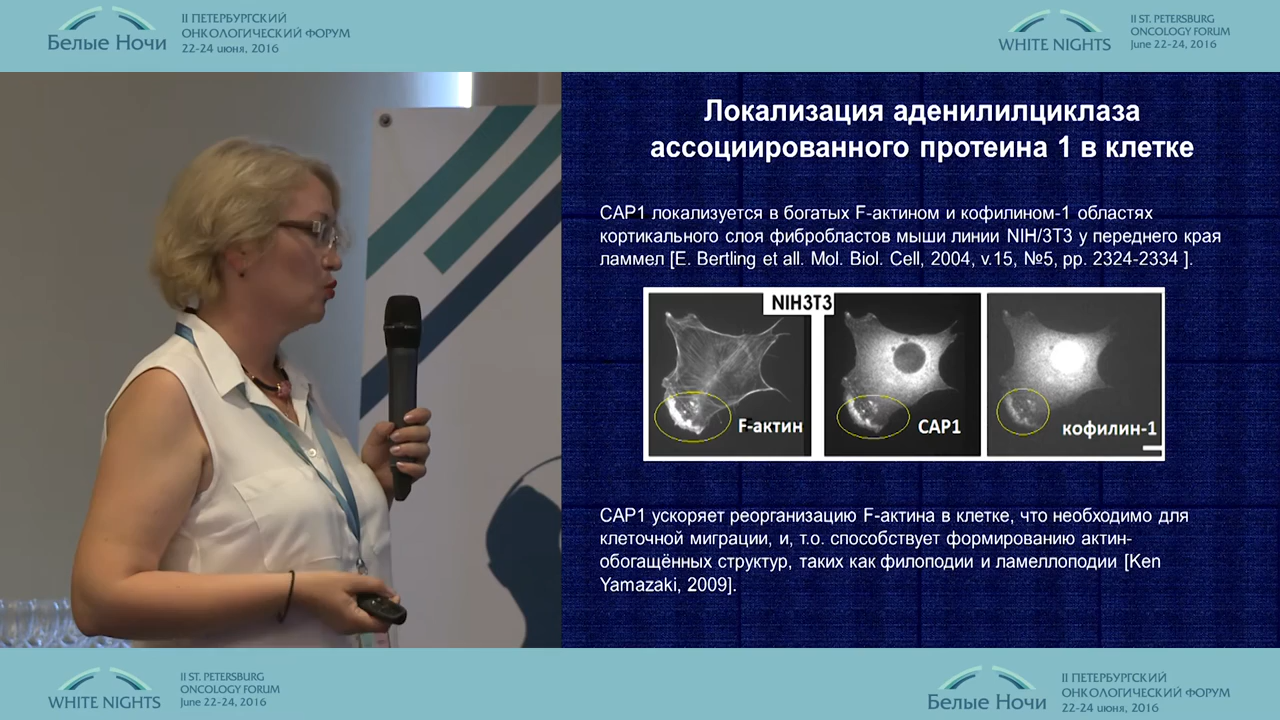 Белые Ночи
II ПЕТЕРБУРГСКИЙ
ОНКОЛОГИЧЕСКИЙ ФОРУМ
22-24 июня, 2016
WHITE NIGHTS
II ST. PETERSBURG
ONCOLOGY FORUM
June 22-24, 2016
Локализация аденилилциклаза
ассоциированного протеина 1 в клетке
CAP1 локализуется в богатых F-актином и кофилином-1 областях
кортикального слоя фибробластов мыши линии NIH/3T3 у переднего края
ламмел [E. Bertling et all. Mol. Biol. Cell, 2004, v.15, №5, pp. 2324-2334 ].
NIH3T3
F-актин
CAP1
кофилин-1
CAP1 ускоряет реорганизацию F-актина в клетке, что необходимо для
клеточной миграции, и, т.о. способствует формированию актин-
обогащённых структур, таких как филоподии и ламеллоподии [Ken
Yamazaki, 2009].
WHITE NIGHTS
II ST. PETERSBURG
ONCOLOGY FORUM
June 22-24, 2016
Белые Ночи
II ПЕТЕРБУРГСКИЙ
ОНКОЛОГИЧЕСКИЙ ФОРУМ
22-24 июня, 2016